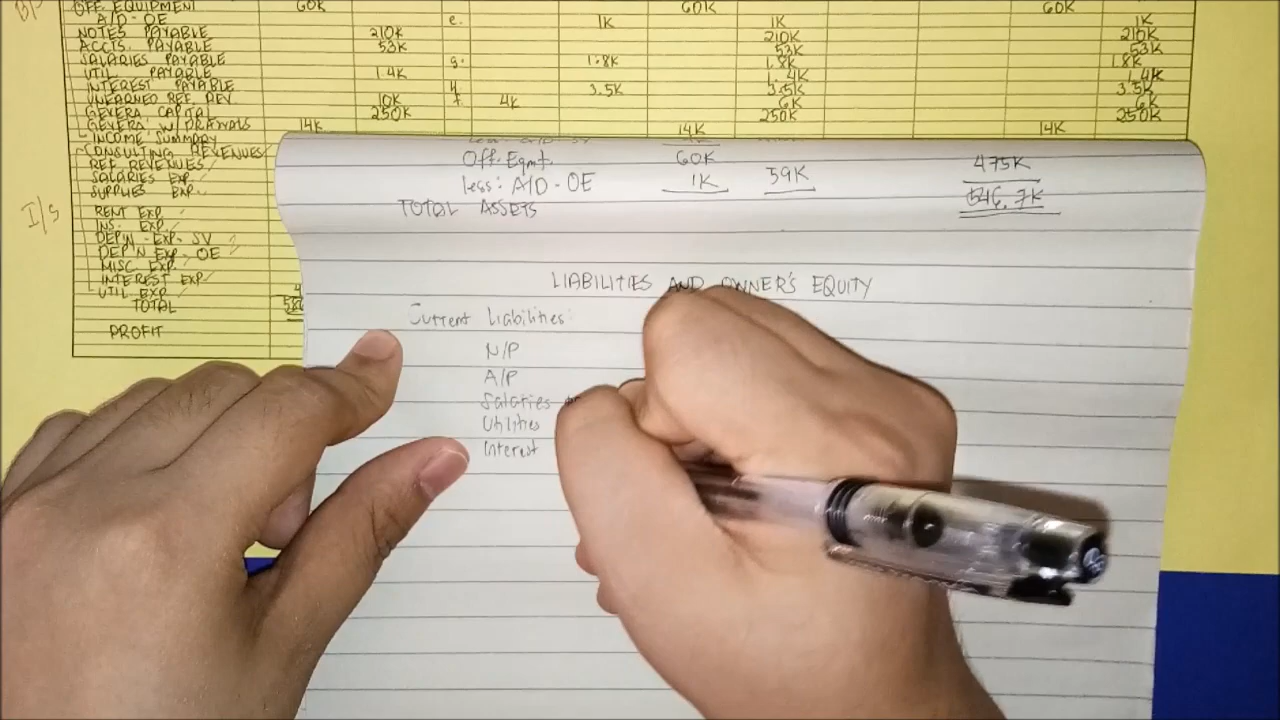 OFF. EQUIPMENT 60K 60K 60K
A/D - OE e. 1K 1K 1K
NOTES PAYABLE 210K 210K 210K
ACCTS. PAYABLE 53K 53K 53K
SALARIES PAYABLE g. 1.8K 1.8K 1.8K
UTIL. PAYABLE 1.4K 1.4K 1.4K
INTEREST PAYABLE 3.5K 3.5K 3.5K
UNEARNED REF. REV. 10K f. 4K 6K 6K
GEVERA CAPITAL 250K 250K 250K
GEVERA W/DRAWALS 14K 14K 14K
INCOME SUMMARY
CONSULTING REVENUES
REF. REVENUES
SALARIES EXP.
SUPPLIES EXP.
I/S
RENT EXP.
INS. EXP.
DEP'N - EXP - SV
DEP'N EXP - OE
MISC. EXP.
INTEREST EXP.
UTIL EXP.
TOTAL
PROFIT
Off. Eqmt. 60K 475K
less: A/D - OE 1K 59K 546.7K
TOTAL ASSETS
LIABILITIES AND OWNER'S EQUITY
Current Liabilities:
N/P
A/P
Salaries
Utilities
Interest